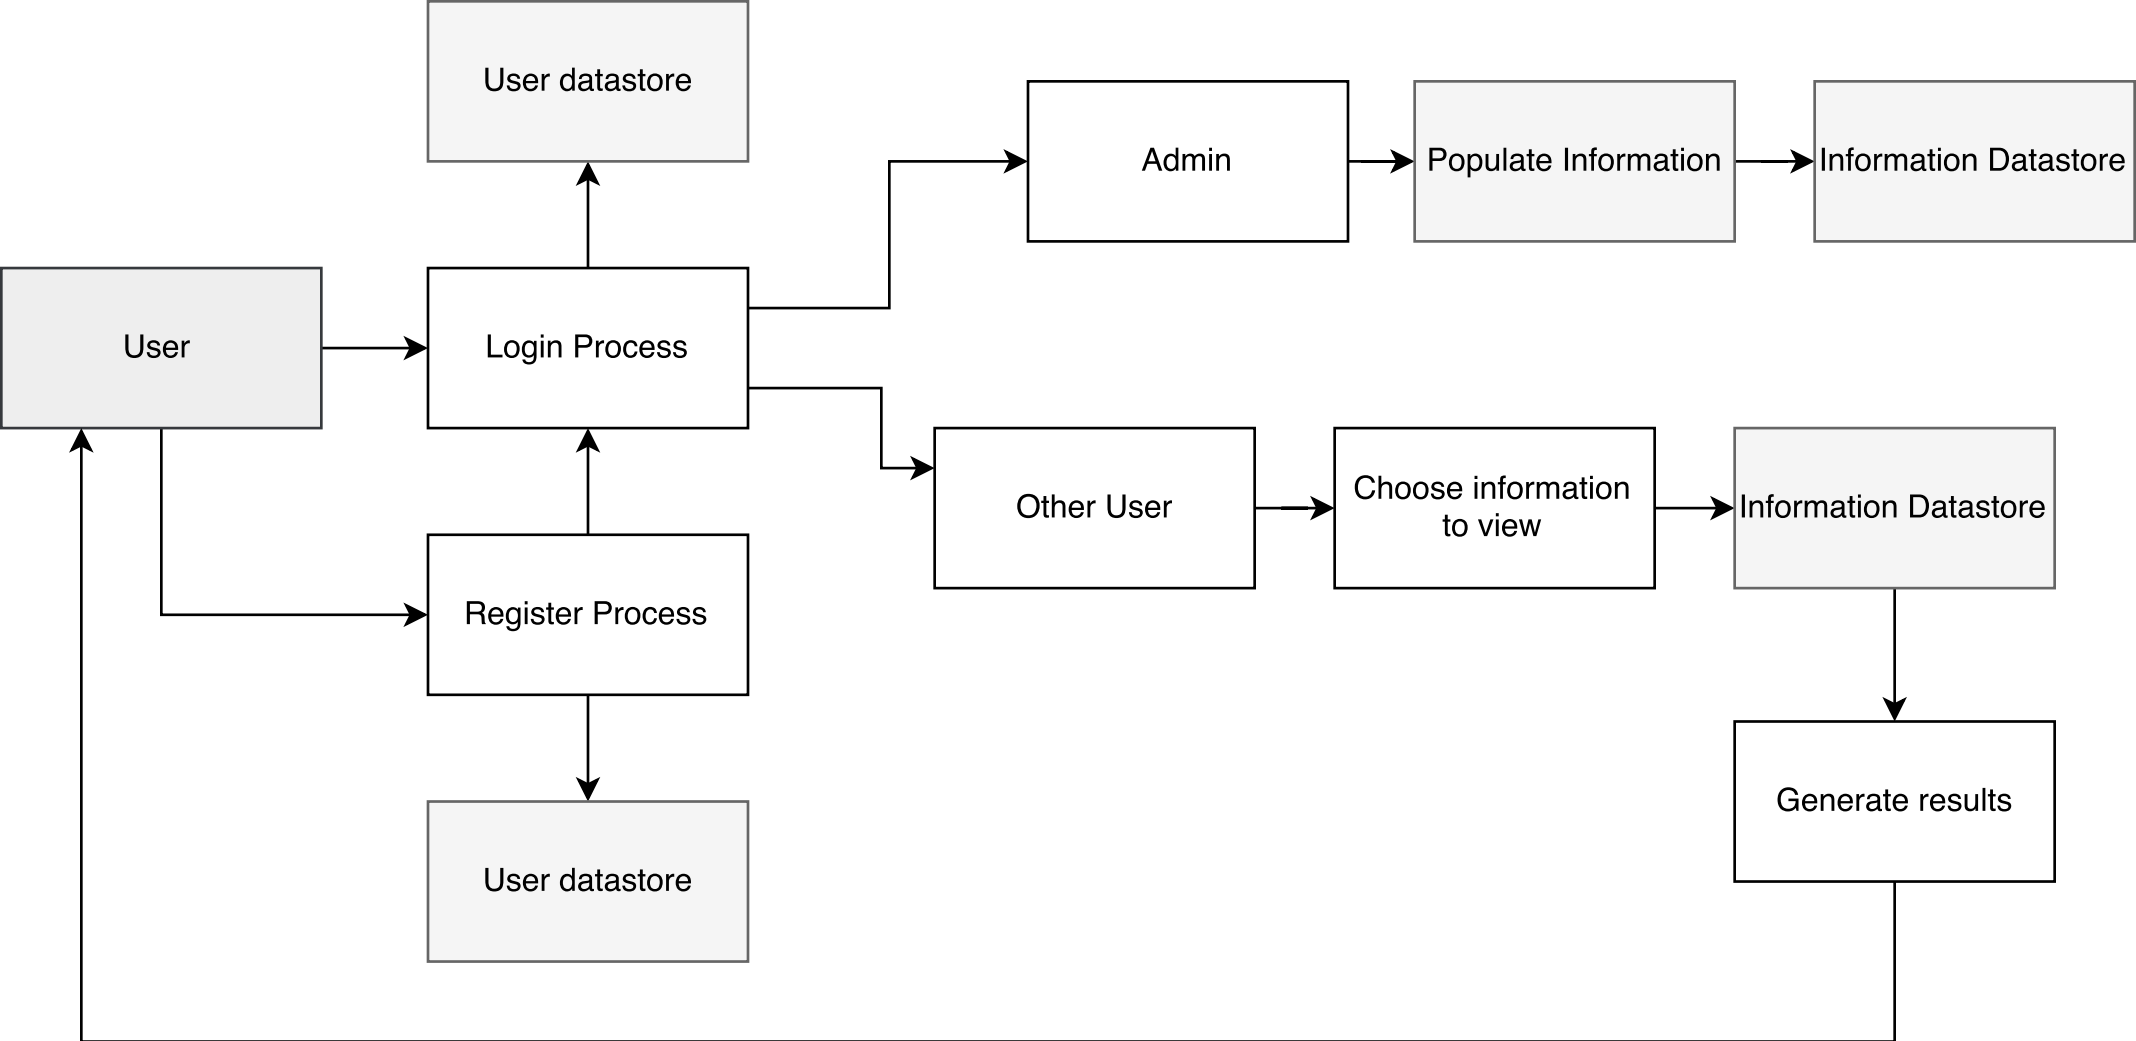 User datastore
Admin
Populate Information
Information Datastore
User
Login Process
Other User
Choose information
to view
Information Datastore
Register Process
Generate results
User datastore